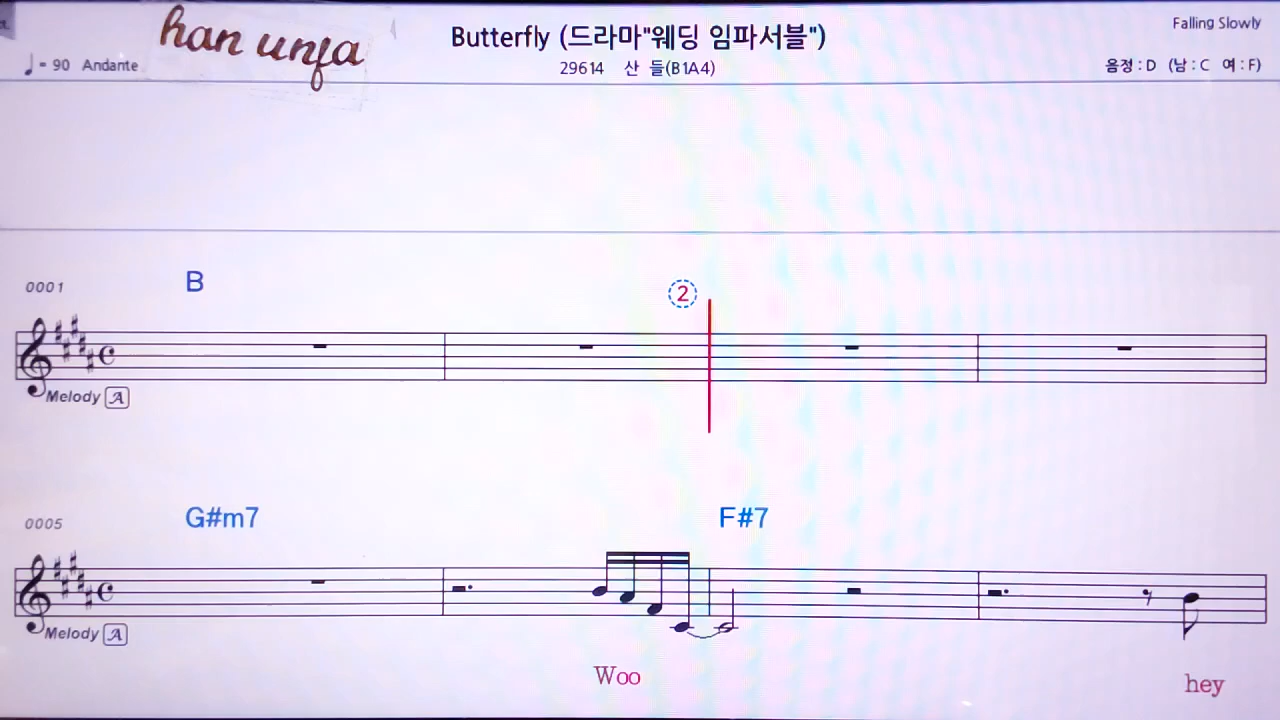 han unfa
Butterfly (드라마"웨딩 임파서블")
Falling Slowly
♩= 90 Andante
29614 산 들(B1A4)
음정 : D (남 : C 여 : F)
0001
B
2
Melody A
0005
G#m7
F#7
Melody A
Woo
hey